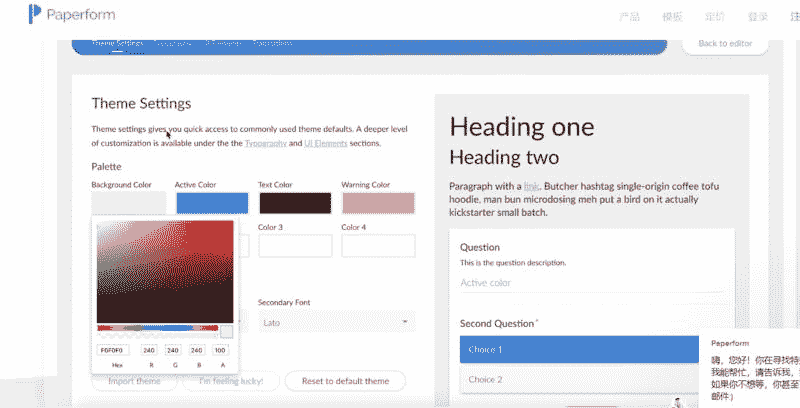 Paperform
产品 模板 定价 登录 注
Theme Settings
Back to editor
Theme Settings
Theme settings gives you quick access to commonly used theme defaults. A deeper level
of customization is available under the the Typography and UI Elements sections.
Palette
Background Color Active Color Text Color Warning Color
Color 3 Color 4
Secondary Font
Lato
F0F0F0 240 240 240 100
Hex R G B A
Import theme I'm feeling lucky! Reset to default theme
Heading one
Heading two
Paragraph with a link. Butcher hashtag single-origin coffee tofu
hoodie, man bun microdosing meh put a bird on it actually
kickstarter small batch.
Question
This is the question description.
Active color
Second Question*
Choice 1
Choice 2
Paperform
嗨，您好！你在寻找特
我能帮忙，请告诉我，
如果你不想等，你甚至
邮件）